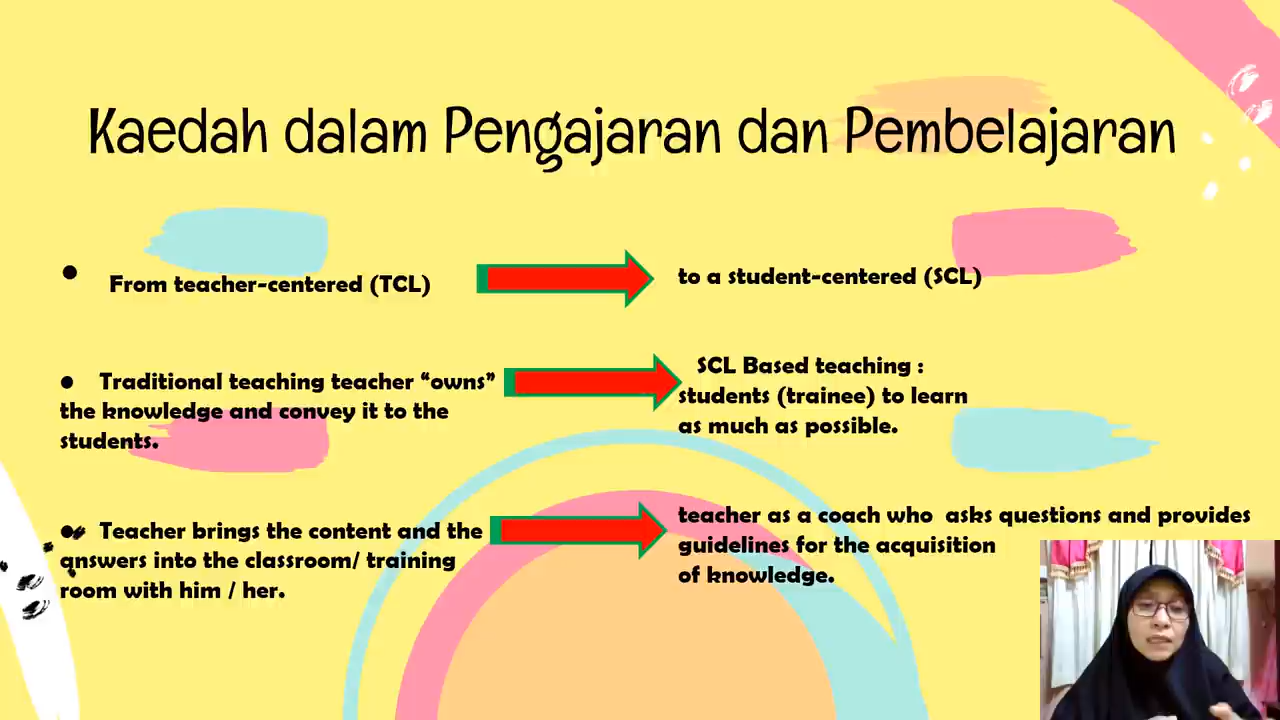 Kaedah dalam Pengajaran dan Pembelajaran
• From teacher-centered (TCL)
to a student-centered (SCL)
• Traditional teaching teacher “owns”
the knowledge and convey it to the
students.
SCL Based teaching :
students (trainee) to learn
as much as possible.
• Teacher brings the content and the
answers into the classroom/ training
room with him / her.
teacher as a coach who asks questions and provides
guidelines for the acquisition
of knowledge.